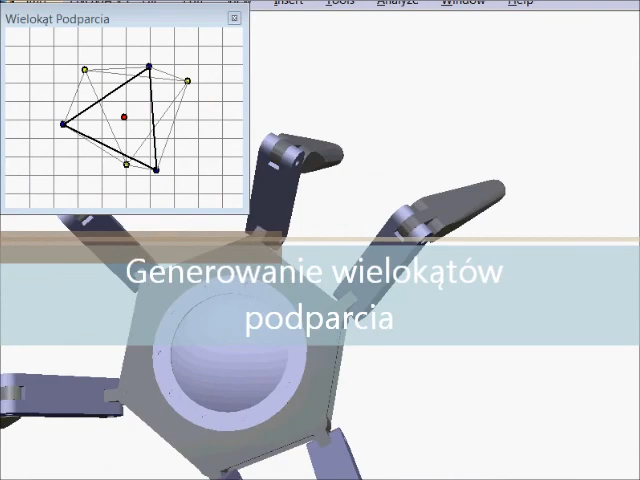 Insert Tools Analyze Window Help
Wielokąt Podparcia
Generowanie wielokątów
podparcia